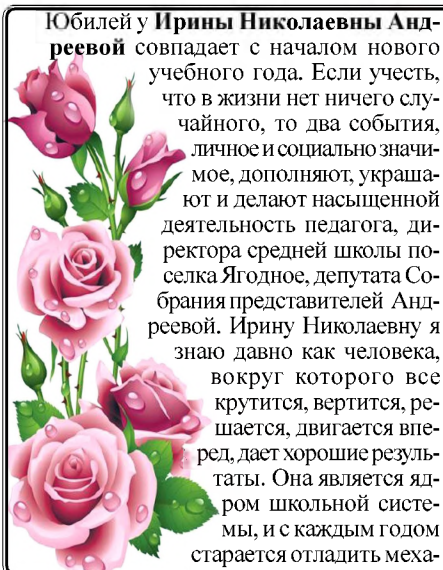 Юбилей у Ирины Николаевны Анд-
реевой совпадает с началом нового
учебного года. Если учесть,
что в жизни нет ничего слу-
чайного, то два события,
личное и социально значи-
мое, дополняют, украша-
ют и делают насыщенной
деятельность педагога, ди-
ректора средней школы по-
селка Ягодное, депутата Со-
брания представителей Анд-
реевой. Ирину Николаевну я
знаю давно как человека,
вокруг которого все
крутится, вертится, ре-
шается, двигается впе-
ред, дает хорошие резуль-
таты. Она является яд-
ром школьной систе-
мы, и с каждым годом
старается отладить меха-